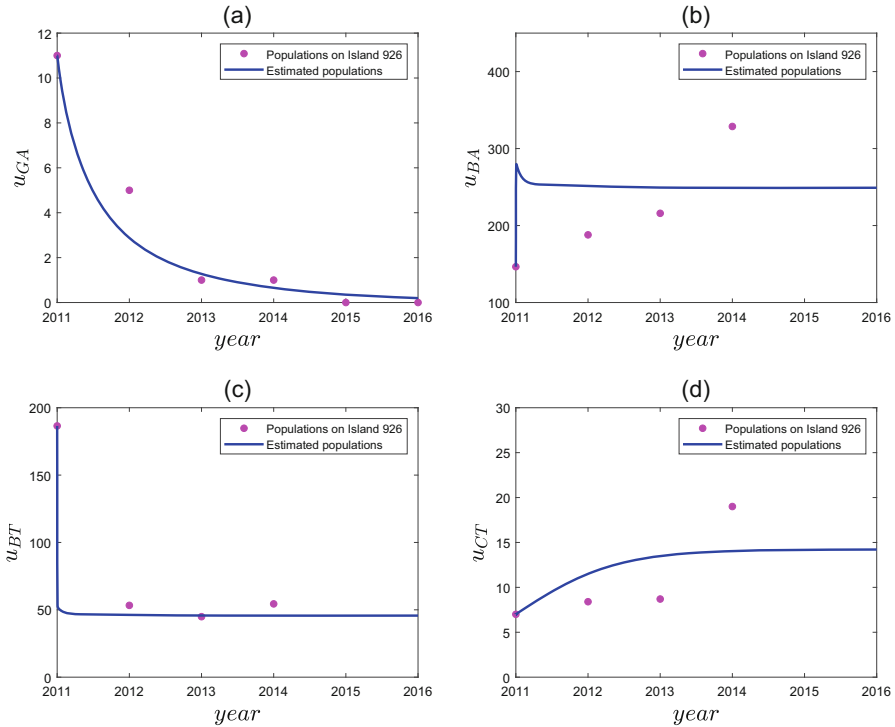 (a)
12
10
8
6
4
2
0
u_GA
Populations on Island 926
Estimated populations
2011 2012 2013 2014 2015 2016
year
(b)
400
300
200
100
u_BA
Populations on Island 926
Estimated populations
2011 2012 2013 2014 2015 2016
year
(c)
200
150
100
50
0
u_BT
Populations on Island 926
Estimated populations
2011 2012 2013 2014 2015 2016
year
(d)
30
25
20
15
10
5
0
u_CT
Populations on Island 926
Estimated populations
2011 2012 2013 2014 2015 2016
year